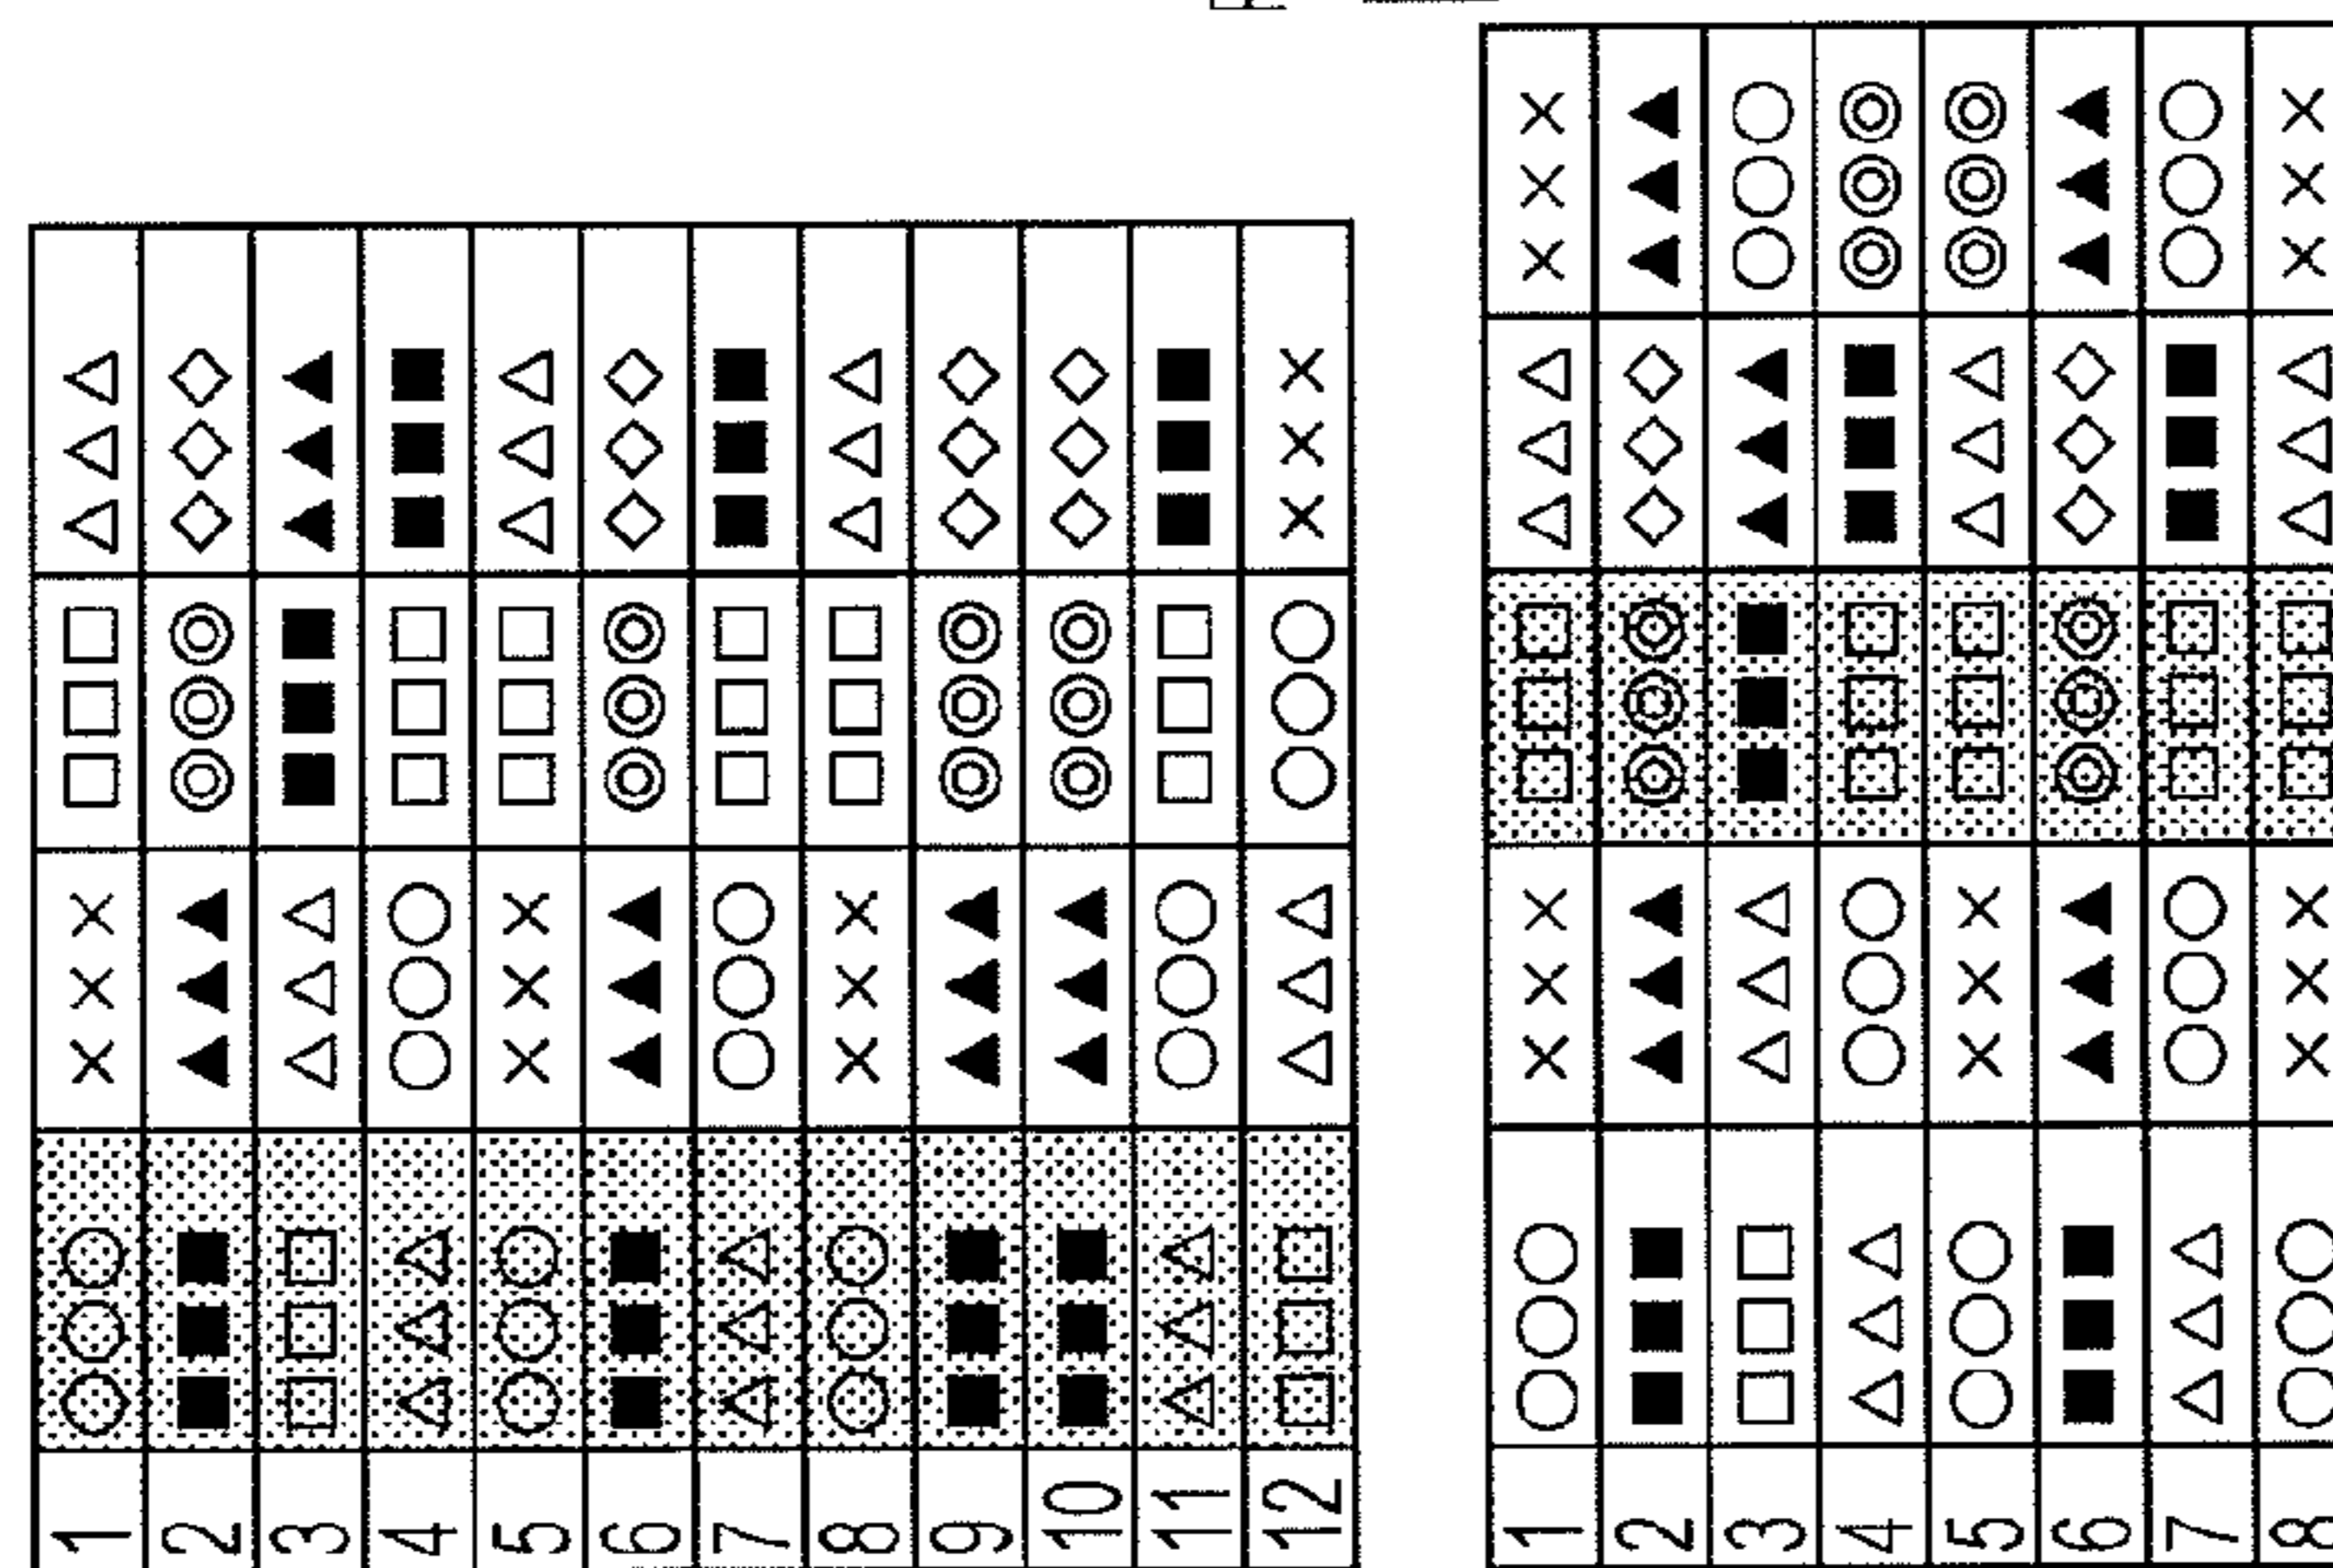 1 ○○○ ××× □□□ △△△
2 ■■■ ▲▲▲ ◎◎◎ ◇◇◇
3 □□□ △△△ ■■■ ▲▲▲
4 △△△ ○○○ □□□ ■■■
5 ○○○ ××× □□□ △△△
6 ■■■ ▲▲▲ ◎◎◎ ◇◇◇
7 △△△ ○○○ □□□ ■■■
8 ○○○ ××× □□□ △△△
9 ■■■ ▲▲▲ ◎◎◎ ◇◇◇
10 ■■■ ▲▲▲ ◎◎◎ ◇◇◇
11 △△△ ○○○ □□□ ■■■
12 □□□ △△△ ○○○ ×××
1 ○○○ ××× □□□ △△△ ×××
2 ■■■ ▲▲▲ ◎◎◎ ◇◇◇ ▲▲▲
3 □□□ △△△ ■■■ ▲▲▲ ○○○
4 △△△ ○○○ □□□ ■■■ ◎◎◎
5 ○○○ ××× □□□ △△△ ◎◎◎
6 ■■■ ▲▲▲ ◎◎◎ ◇◇◇ ▲▲▲
7 △△△ ○○○ □□□ ■■■ ○○○
8 ○○○ ××× □□□ △△△ ×××